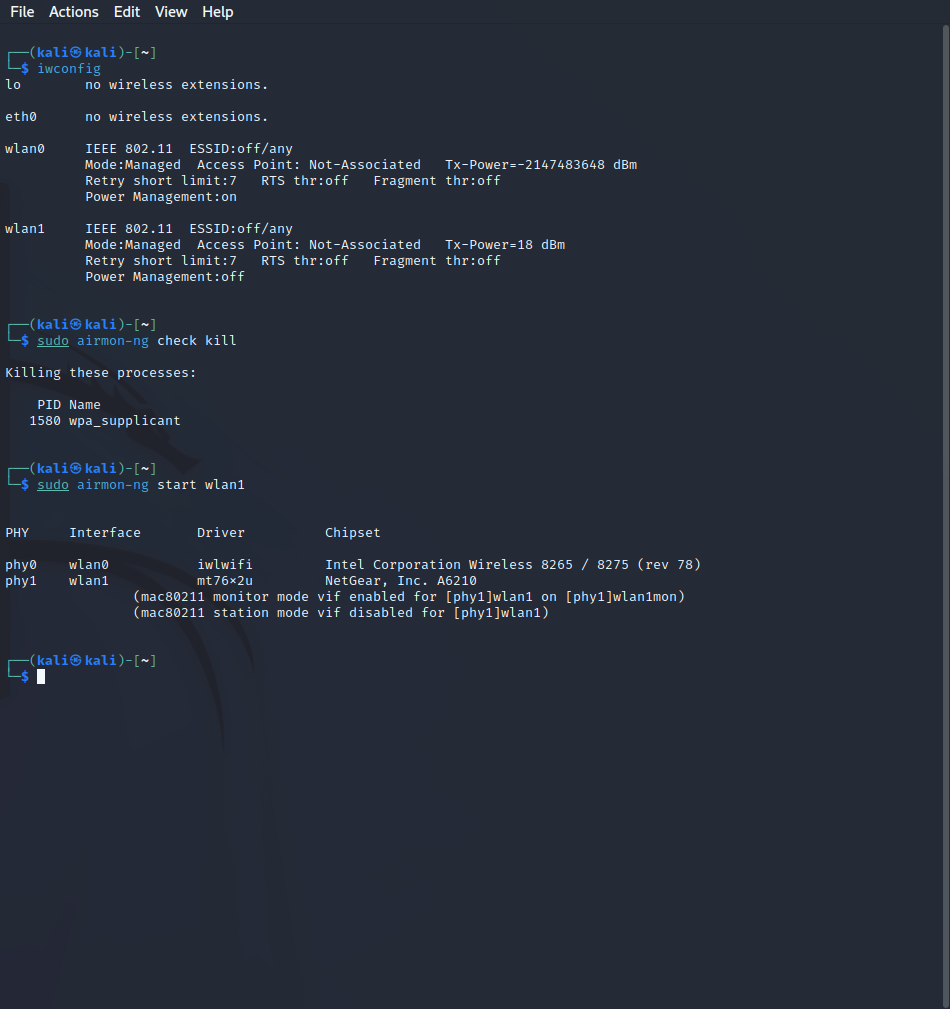 File Actions Edit View Help
┌──(kali㉿kali)-[~]
└─$ iwconfig
lo        no wireless extensions.
eth0      no wireless extensions.
wlan0     IEEE 802.11  ESSID:off/any
          Mode:Managed  Access Point: Not-Associated   Tx-Power=-2147483648 dBm
          Retry short limit:7   RTS thr:off   Fragment thr:off
          Power Management:on
wlan1     IEEE 802.11  ESSID:off/any
          Mode:Managed  Access Point: Not-Associated   Tx-Power=18 dBm
          Retry short limit:7   RTS thr:off   Fragment thr:off
          Power Management:off
┌──(kali㉿kali)-[~]
└─$ sudo airmon-ng check kill
Killing these processes:
    PID Name
   1580 wpa_supplicant
┌──(kali㉿kali)-[~]
└─$ sudo airmon-ng start wlan1
PHY     Interface       Driver          Chipset
phy0    wlan0           iwlwifi         Intel Corporation Wireless 8265 / 8275 (rev 78)
phy1    wlan1           mt76×2u         NetGear, Inc. A6210
                (mac80211 monitor mode vif enabled for [phy1]wlan1 on [phy1]wlan1mon)
                (mac80211 station mode vif disabled for [phy1]wlan1)
┌──(kali㉿kali)-[~]
└─$